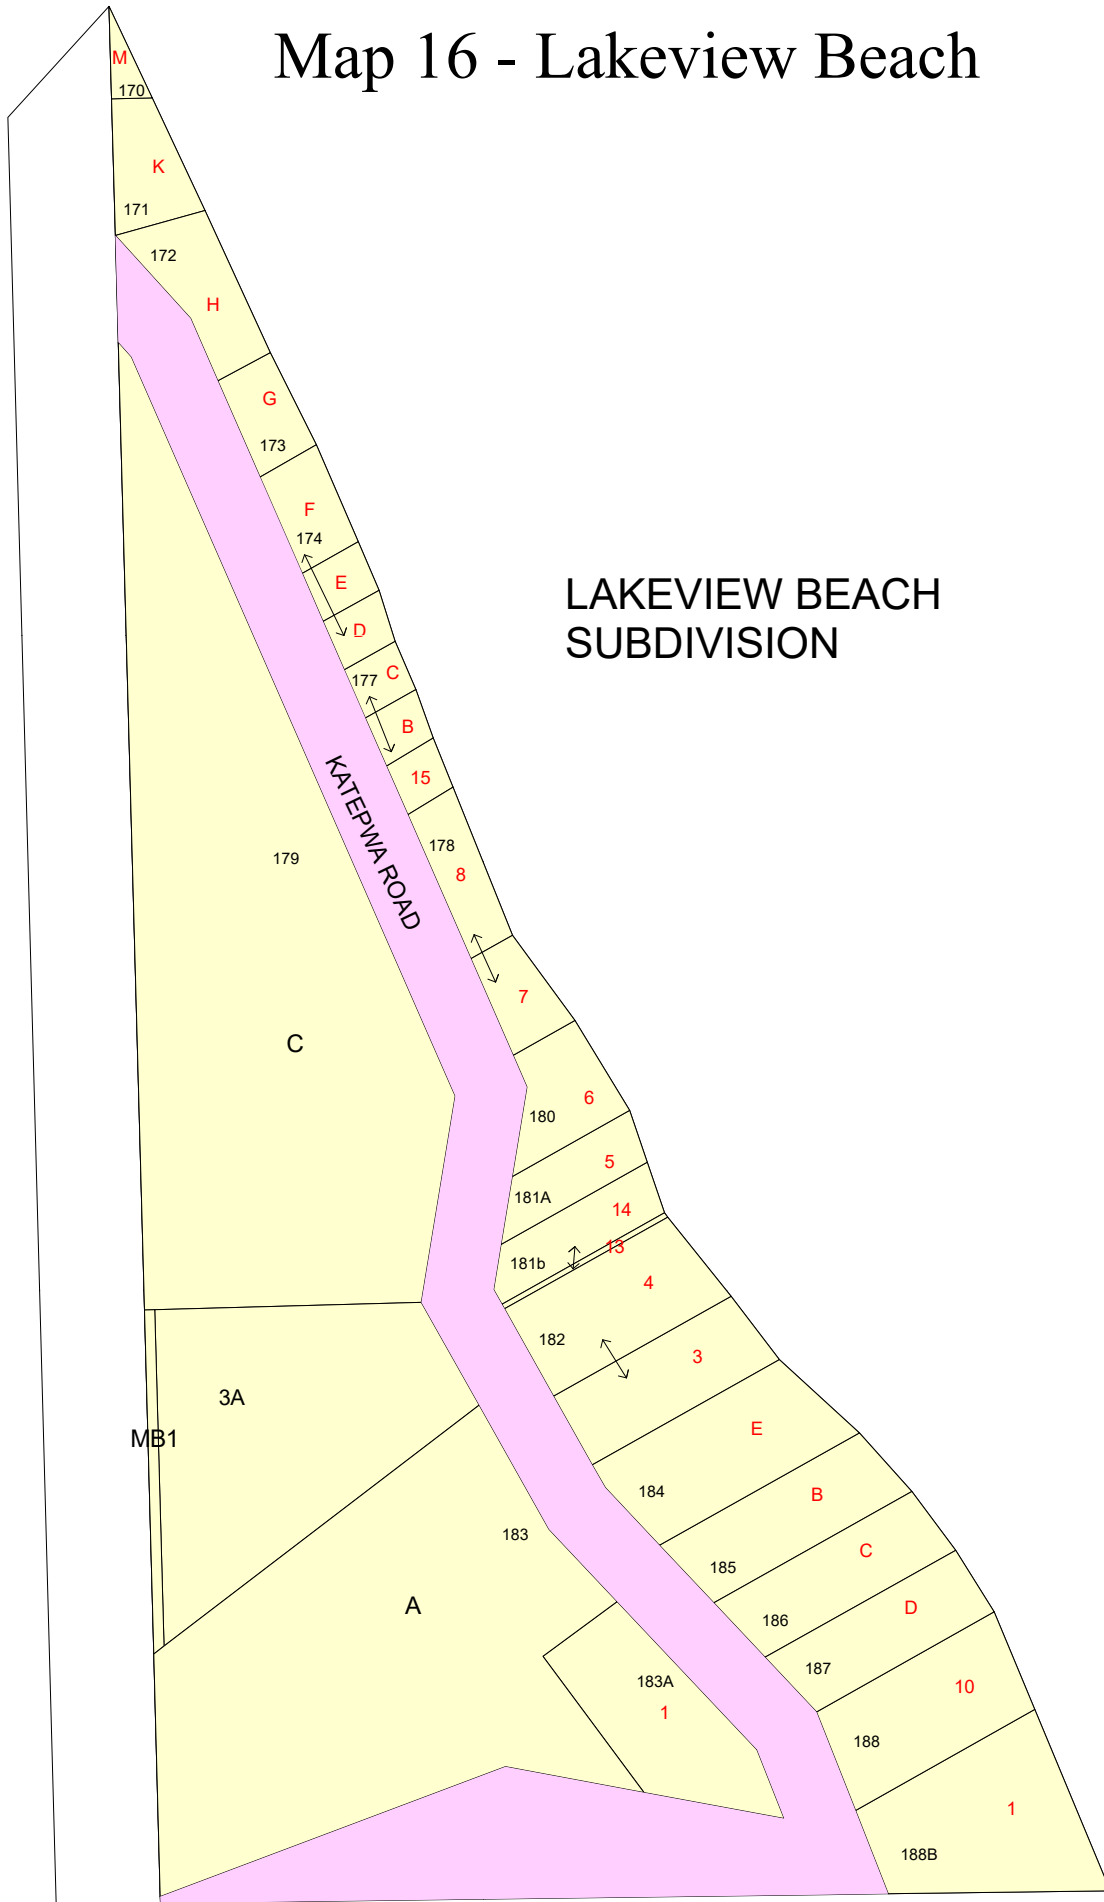 Map 16 - Lakeview Beach
M
170
K
171
172
H
G
173
F
174
E
LAKEVIEW BEACH
SUBDIVISION
D
C
177
B
15
KATEPWA ROAD
178
8
179
7
C
6
180
5
181A
14
13
181b
4
182
3
3A
E
MB1
184
B
183
C
185
A
D
186
187
183A
10
1
188
1
188B